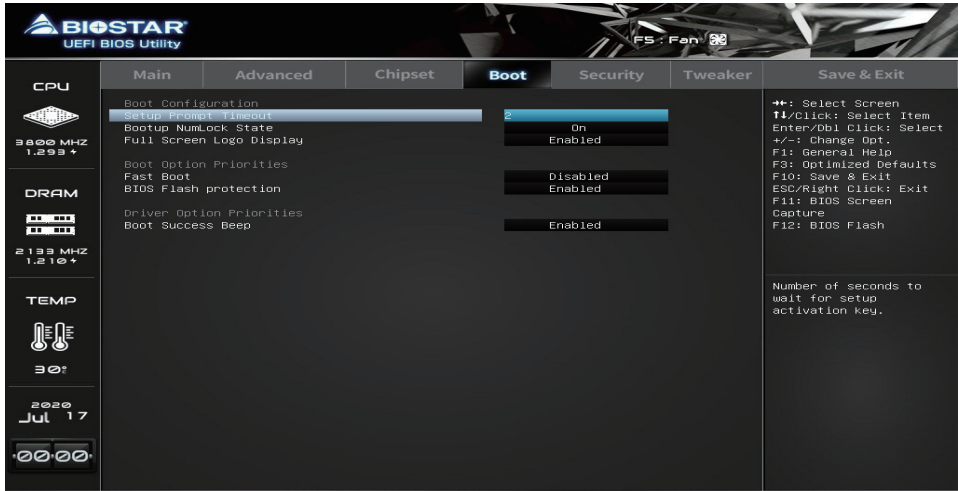 BIOSTAR®
UEFI BIOS Utility
F5 : Fan
Main Advanced Chipset Boot Security Tweaker Save & Exit
CPU
3800 MHZ
1.293 +
DRAM
2133 MHZ
1.210 +
TEMP
30℃
2020
Jul 17
00:00
Boot Configuration
Setup Prompt Timeout 2
Bootup NumLock State On
Full Screen Logo Display Enabled
Boot Option Priorities
Fast Boot Disabled
BIOS Flash protection Enabled
Driver Option Priorities
Boot Success Beep Enabled
→←: Select Screen
↑↓/Click: Select Item
Enter/Dbl Click: Select
+/-: Change Opt.
F1: General Help
F3: Optimized Defaults
F10: Save & Exit
ESC/Right Click: Exit
F11: BIOS Screen
Capture
F12: BIOS Flash
Number of seconds to
wait for setup
activation key.